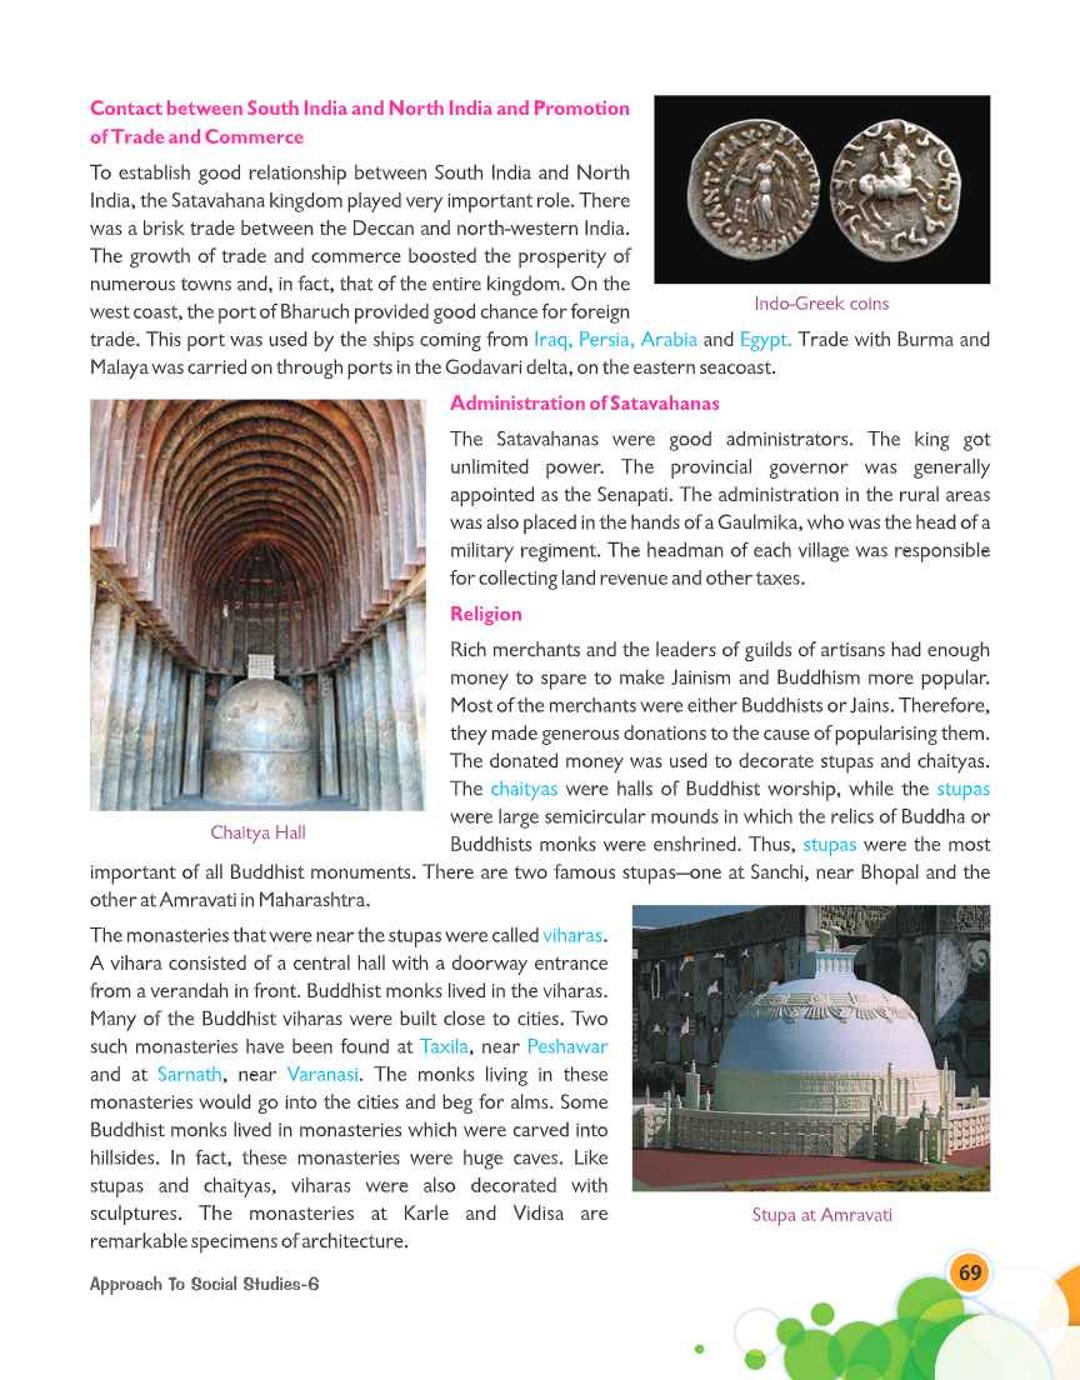 Contact between South India and North India and Promotion
of Trade and Commerce
To establish good relationship between South India and North
India, the Satavahana kingdom played very important role. There
was a brisk trade between the Deccan and north-western India.
The growth of trade and commerce boosted the prosperity of
numerous towns and, in fact, that of the entire kingdom. On the
west coast, the port of Bharuch provided good chance for foreign
trade. This port was used by the ships coming from Iraq, Persia, Arabia and Egypt. Trade with Burma and
Malaya was carried on through ports in the Godavari delta, on the eastern seacoast.
Indo-Greek coins
Administration of Satavahanas
The Satavahanas were good administrators. The king got
unlimited power. The provincial governor was generally
appointed as the Senapati. The administration in the rural areas
was also placed in the hands of a Gaulmika, who was the head of a
military regiment. The headman of each village was responsible
for collecting land revenue and other taxes.
Religion
Rich merchants and the leaders of guilds of artisans had enough
money to spare to make Jainism and Buddhism more popular.
Most of the merchants were either Buddhists or Jains. Therefore,
they made generous donations to the cause of popularising them.
The donated money was used to decorate stupas and chaityas.
The chaityas were halls of Buddhist worship, while the stupas
were large semicircular mounds in which the relics of Buddha or
Buddhists monks were enshrined. Thus, stupas were the most
important of all Buddhist monuments. There are two famous stupas—one at Sanchi, near Bhopal and the
other at Amravati in Maharashtra.
Chaitya Hall
The monasteries that were near the stupas were called viharas.
A vihara consisted of a central hall with a doorway entrance
from a verandah in front. Buddhist monks lived in the viharas.
Many of the Buddhist viharas were built close to cities. Two
such monasteries have been found at Taxila, near Peshawar
and at Sarnath, near Varanasi. The monks living in these
monasteries would go into the cities and beg for alms. Some
Buddhist monks lived in monasteries which were carved into
hillsides. In fact, these monasteries were huge caves. Like
stupas and chaityas, viharas were also decorated with
sculptures. The monasteries at Karle and Vidisa are
remarkable specimens of architecture.
Stupa at Amravati
Approach To Social Studies-6
69